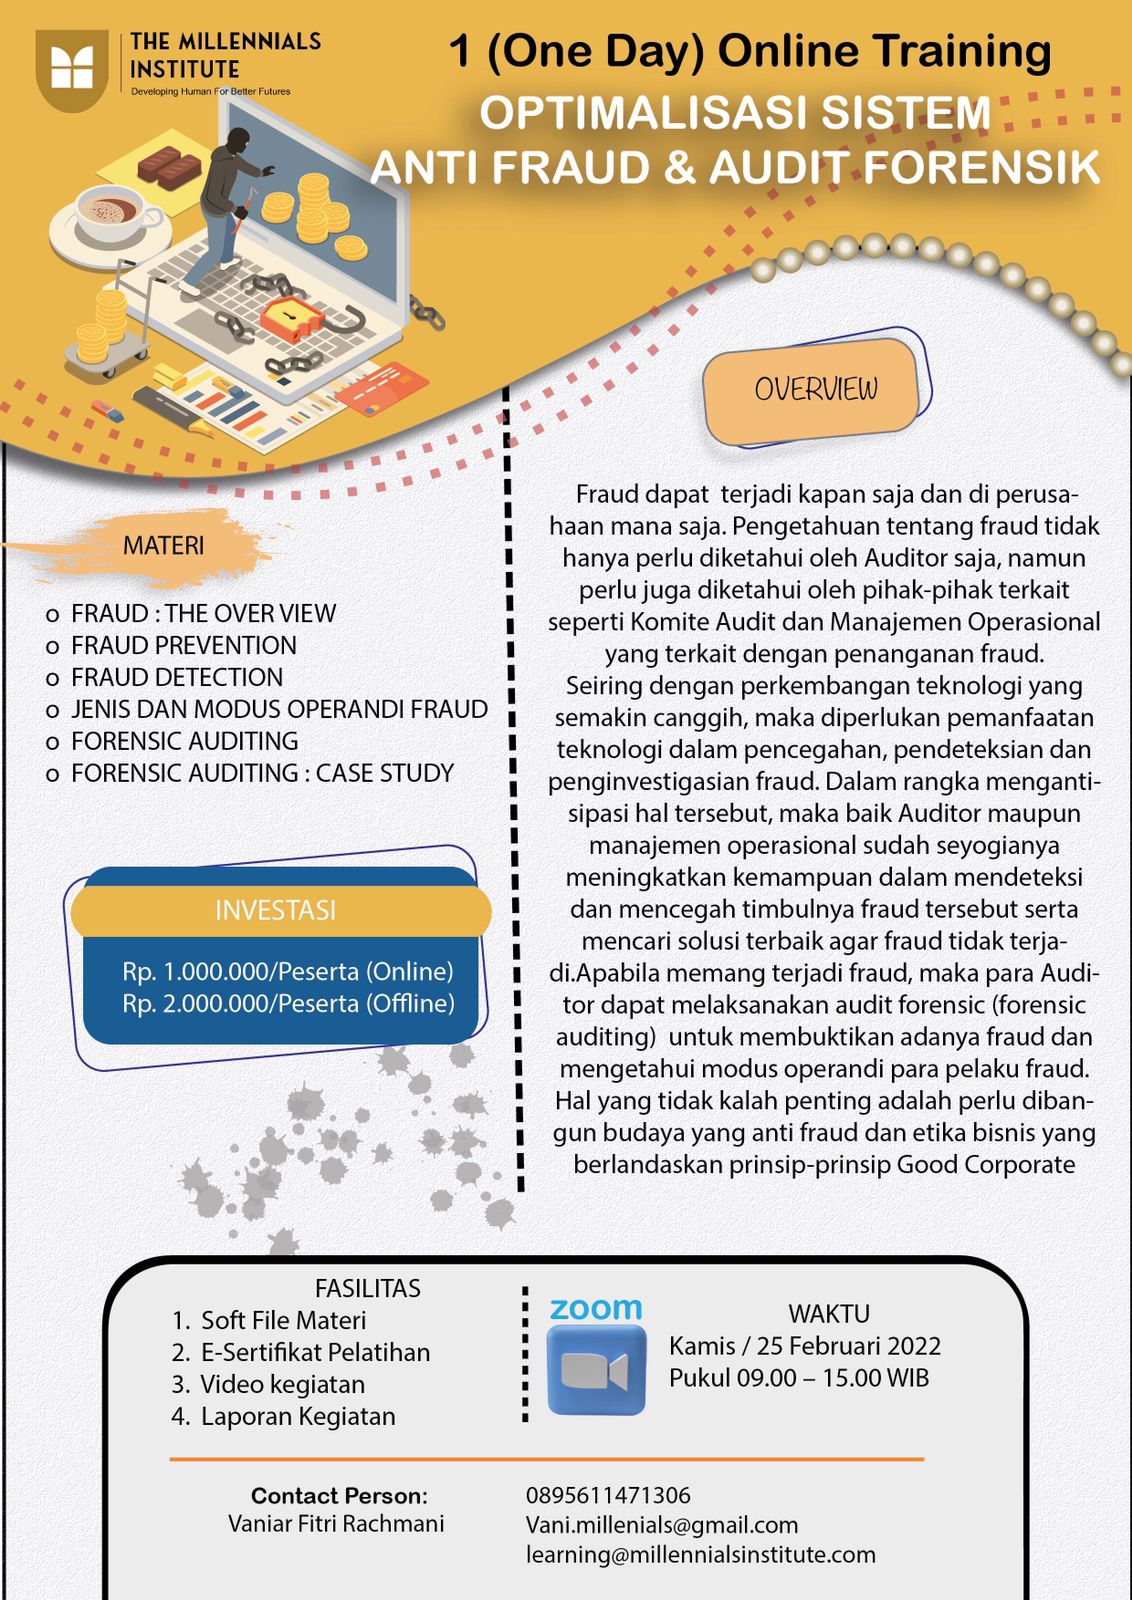 THE MILLENNIALS
INSTITUTE
Developing Human For Better Futures
1 (One Day) Online Training
OPTIMALISASI SISTEM
ANTI FRAUD & AUDIT FORENSIK
OVERVIEW
Fraud dapat  terjadi kapan saja dan di perusa-
haan mana saja. Pengetahuan tentang fraud tidak
hanya perlu diketahui oleh Auditor saja, namun
perlu juga diketahui oleh pihak-pihak terkait
seperti Komite Audit dan Manajemen Operasional
yang terkait dengan penanganan fraud.
Seiring dengan perkembangan teknologi yang
semakin canggih, maka diperlukan pemanfaatan
teknologi dalam pencegahan, pendeteksian dan
penginvestigasian fraud. Dalam rangka menganti-
sipasi hal tersebut, maka baik Auditor maupun
manajemen operasional sudah seyogianya
meningkatkan kemampuan dalam mendeteksi
dan mencegah timbulnya fraud tersebut serta
mencari solusi terbaik agar fraud tidak terja-
di.Apabila memang terjadi fraud, maka para Audi-
tor dapat melaksanakan audit forensic (forensic
auditing)  untuk membuktikan adanya fraud dan
mengetahui modus operandi para pelaku fraud.
Hal yang tidak kalah penting adalah perlu diban-
gun budaya yang anti fraud dan etika bisnis yang
berlandaskan prinsip-prinsip Good Corporate
MATERI
o FRAUD : THE OVER VIEW
o FRAUD PREVENTION
o FRAUD DETECTION
o JENIS DAN MODUS OPERANDI FRAUD
o FORENSIC AUDITING
o FORENSIC AUDITING : CASE STUDY
INVESTASI
Rp. 1.000.000/Peserta (Online)
Rp. 2.000.000/Peserta (Offline)
FASILITAS
1. Soft File Materi
2. E-Sertifikat Pelatihan
3. Video kegiatan
4. Laporan Kegiatan
zoom
WAKTU
Kamis / 25 Februari 2022
Pukul 09.00 – 15.00 WIB
Contact Person:
Vaniar Fitri Rachmani
0895611471306
Vani.millenials@gmail.com
learning@millennialsinstitute.com